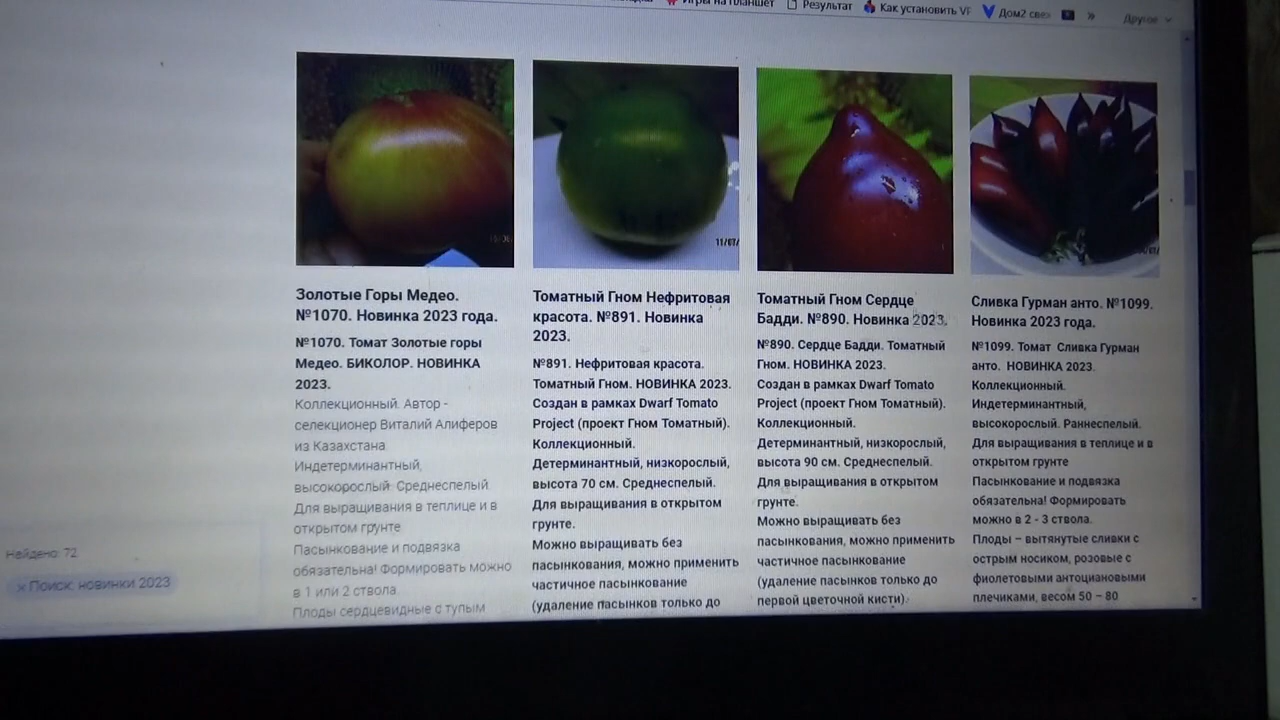 Игры на планшет
Результат
Как установить VF
Дом2 свеж
»
Другое
11/07/
Золотые Горы Медео.
№1070. Новинка 2023 года.
№1070. Томат Золотые горы
Медео. БИКОЛОР. НОВИНКА
2023.
Коллекционный. Автор -
селекционер Виталий Алиферов
из Казахстана
Индетерминантный,
высокорослый. Среднеспелый.
Для выращивания в теплице и в
открытом грунте
Пасынкование и подвязка
обязательна! Формировать можно
в 1 или 2 ствола.
Плоды сердцевидные с тупым
Томатный Гном Нефритовая
красота. №891. Новинка
2023.
№891. Нефритовая красота.
Томатный Гном. НОВИНКА 2023.
Создан в рамках Dwarf Tomato
Project (проект Гном Томатный).
Коллекционный.
Детерминантный, низкорослый,
высота 70 см. Среднеспелый.
Для выращивания в открытом
грунте.
Можно выращивать без
пасынкования, можно применить
частичное пасынкование
(удаление пасынков только до
Томатный Гном Сердце
Бадди. №890. Новинка 2023.
№890. Сердце Бадди. Томатный
Гном. НОВИНКА 2023.
Создан в рамках Dwarf Tomato
Project (проект Гном Томатный).
Коллекционный.
Детерминантный, низкорослый,
высота 90 см. Среднеспелый.
Для выращивания в открытом
грунте.
Можно выращивать без
пасынкования, можно применить
частичное пасынкование
(удаление пасынков только до
первой цветочной кисти).
Сливка Гурман анто. №1099.
Новинка 2023 года.
№1099. Томат Сливка Гурман
анто. НОВИНКА 2023.
Коллекционный.
Индетерминантный,
высокорослый. Раннеспелый.
Для выращивания в теплице и в
открытом грунте
Пасынкование и подвязка
обязательна! Формировать
можно в 2 - 3 ствола.
Плоды – вытянутые сливки с
острым носиком, розовые с
фиолетовыми антоциановыми
плечиками, весом 50 – 80
Найдено: 72
× Поиск: новинки 2023